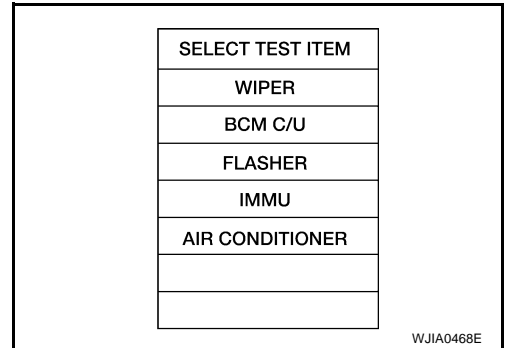 SELECT TEST ITEM
WIPER
BCM C/U
FLASHER
IMMU
AIR CONDITIONER
WJIA0468E